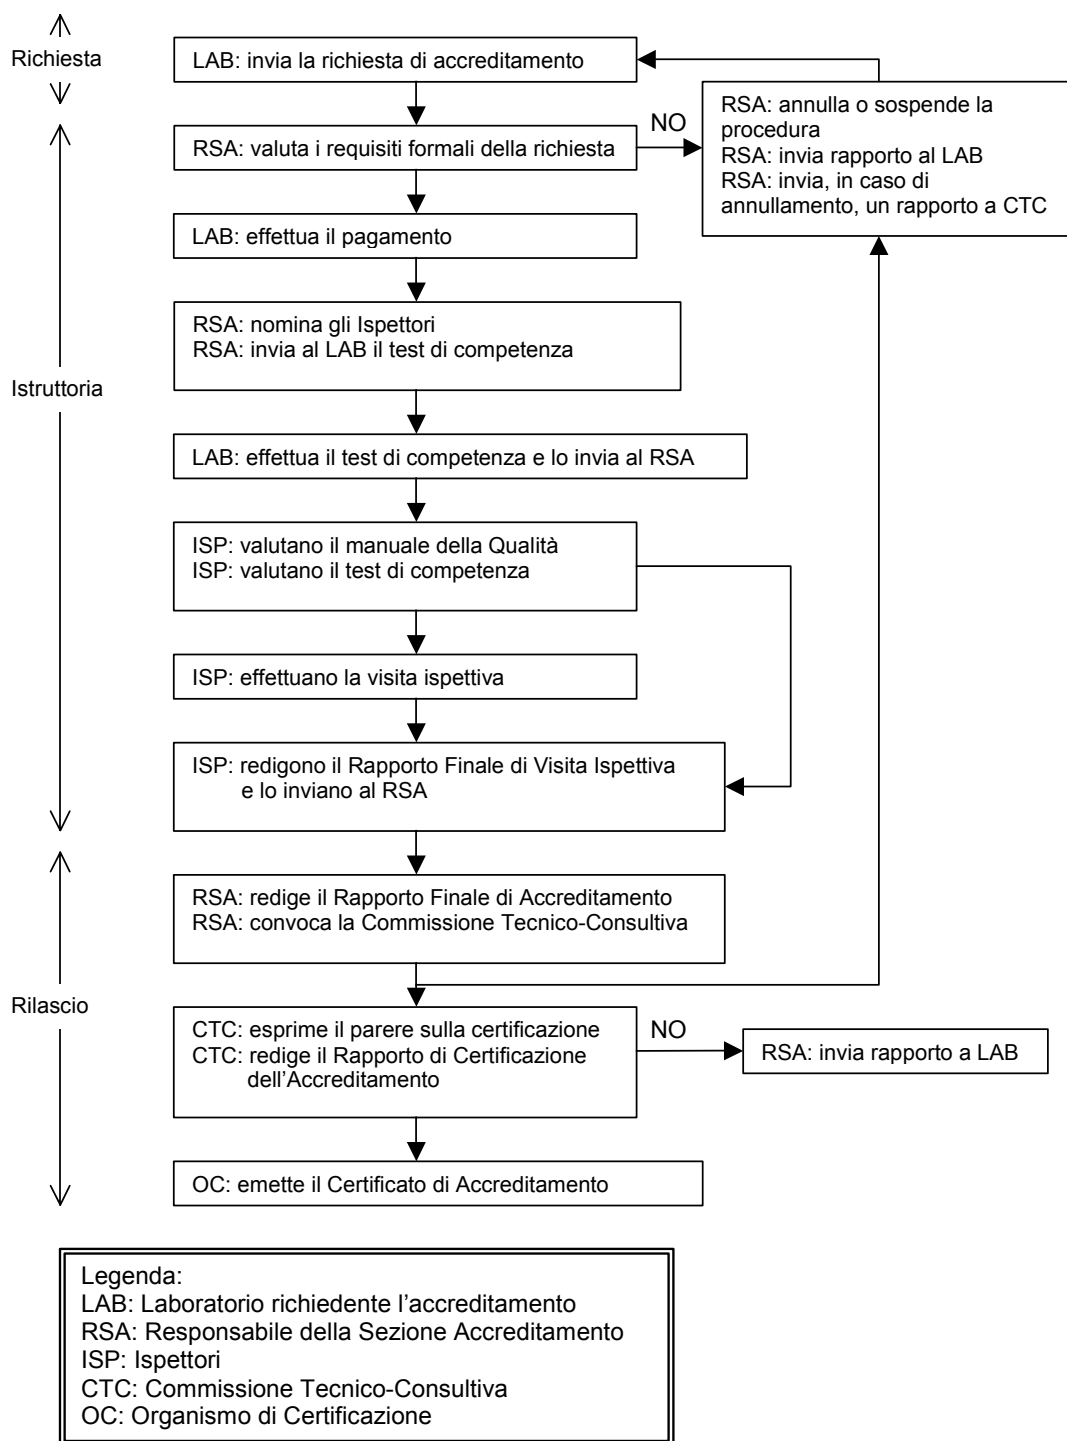 Richiesta
LAB: invia la richiesta di accreditamento
RSA: valuta i requisiti formali della richiesta
NO
RSA: annulla o sospende la
procedura
RSA: invia rapporto al LAB
RSA: invia, in caso di
annullamento, un rapporto a CTC
LAB: effettua il pagamento
RSA: nomina gli Ispettori
RSA: invia al LAB il test di competenza
Istruttoria
LAB: effettua il test di competenza e lo invia al RSA
ISP: valutano il manuale della Qualità
ISP: valutano il test di competenza
ISP: effettuano la visita ispettiva
ISP: redigono il Rapporto Finale di Visita Ispettiva
e lo inviano al RSA
RSA: redige il Rapporto Finale di Accreditamento
RSA: convoca la Commissione Tecnico-Consultiva
Rilascio
CTC: esprime il parere sulla certificazione
CTC: redige il Rapporto di Certificazione
dell’Accreditamento
NO
RSA: invia rapporto a LAB
OC: emette il Certificato di Accreditamento
Legenda:
LAB: Laboratorio richiedente l’accreditamento
RSA: Responsabile della Sezione Accreditamento
ISP: Ispettori
CTC: Commissione Tecnico-Consultiva
OC: Organismo di Certificazione